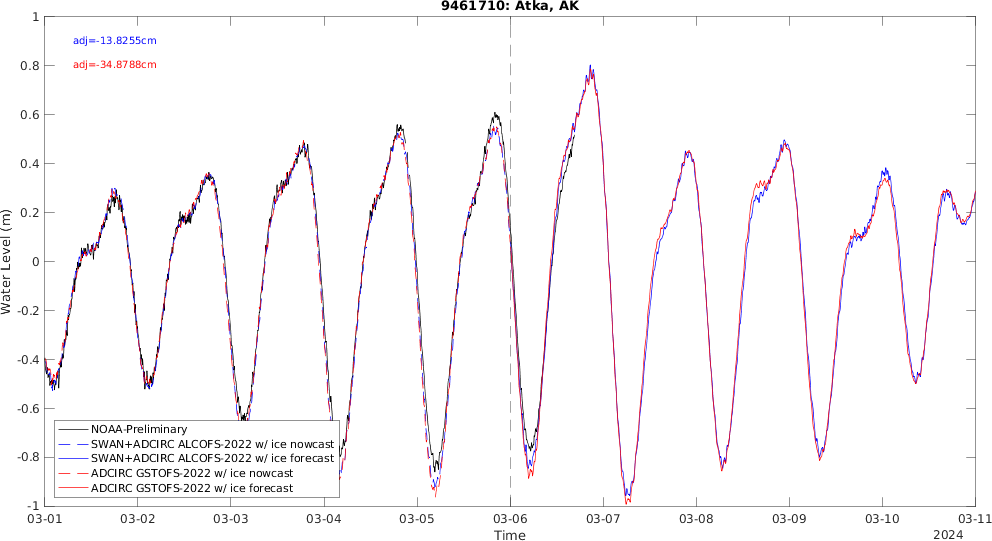 9461710: Atka, AK
adj=-13.8255cm
adj=-34.8788cm
Water Level (m)
1
0.8
0.6
0.4
0.2
0
-0.2
-0.4
-0.6
-0.8
-1
NOAA-Preliminary
SWAN+ADCIRC ALCOFS-2022 w/ ice nowcast
SWAN+ADCIRC ALCOFS-2022 w/ ice forecast
ADCIRC GSTOFS-2022 w/ ice nowcast
ADCIRC GSTOFS-2022 w/ ice forecast
03-01 03-02 03-03 03-04 03-05 03-06 03-07 03-08 03-09 03-10 03-11
Time
2024